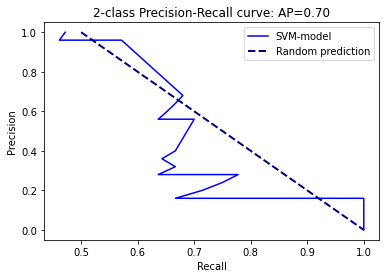 2-class Precision-Recall curve: AP=0.70
SVM-model
Random prediction
Precision
1.0
0.8
0.6
0.4
0.2
0.0
0.5
0.6
0.7
0.8
0.9
1.0
Recall